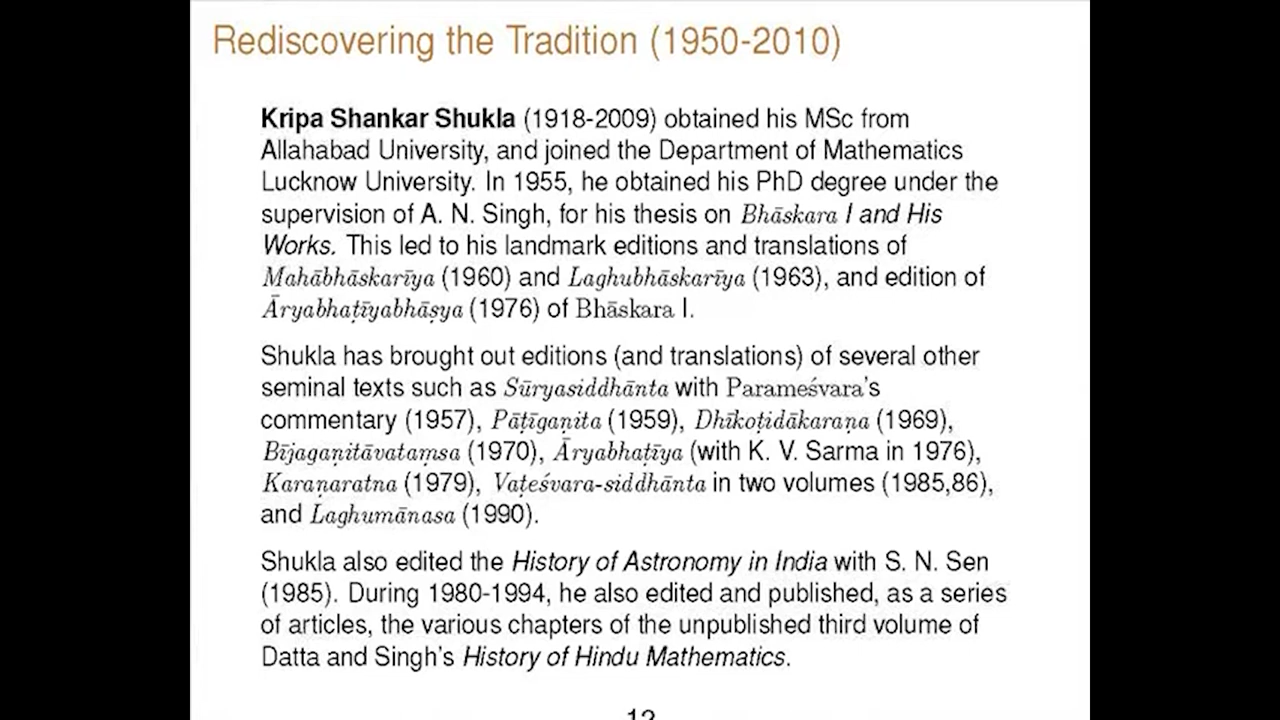 Rediscovering the Tradition (1950-2010)
Kripa Shankar Shukla (1918-2009) obtained his MSc from
Allahabad University, and joined the Department of Mathematics
Lucknow University. In 1955, he obtained his PhD degree under the
supervision of A. N. Singh, for his thesis on Bhāskara I and His
Works. This led to his landmark editions and translations of
Mahābhāskarīya (1960) and Laghubhāskarīya (1963), and edition of
Āryabhaṭīyabhāṣya (1976) of Bhāskara I.
Shukla has brought out editions (and translations) of several other
seminal texts such as Sūryasiddhānta with Parameśvara's
commentary (1957), Pāṭīgaṇita (1959), Dhīkoṭidākaraṇa (1969),
Bījagaṇitāvataṃsa (1970), Āryabhaṭīya (with K. V. Sarma in 1976),
Karaṇaratna (1979), Vaṭeśvara-siddhānta in two volumes (1985,86),
and Laghumānasa (1990).
Shukla also edited the History of Astronomy in India with S. N. Sen
(1985). During 1980-1994, he also edited and published, as a series
of articles, the various chapters of the unpublished third volume of
Datta and Singh's History of Hindu Mathematics.